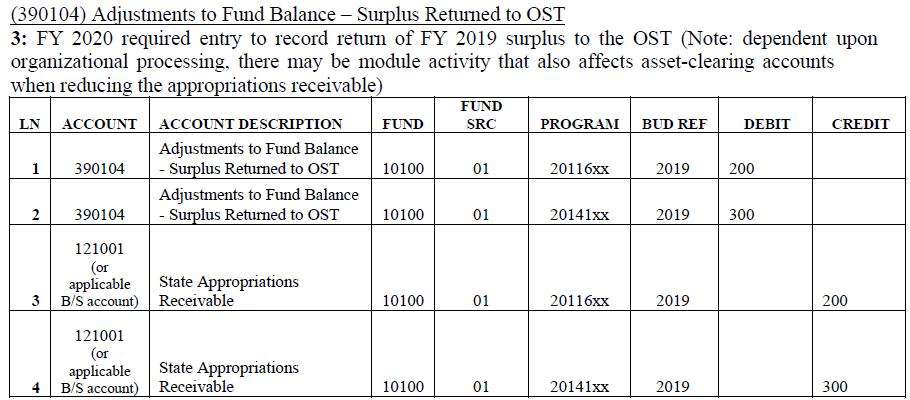 (390104) Adjustments to Fund Balance – Surplus Returned to OST
3: FY 2020 required entry to record return of FY 2019 surplus to the OST (Note: dependent upon
organizational processing, there may be module activity that also affects asset-clearing accounts
when reducing the appropriations receivable)
FUND
LN ACCOUNT ACCOUNT DESCRIPTION FUND SRC PROGRAM BUD REF DEBIT CREDIT
Adjustments to Fund Balance
1 390104 - Surplus Returned to OST 10100 01 20116xx 2019 200
Adjustments to Fund Balance
2 390104 - Surplus Returned to OST 10100 01 20141xx 2019 300
121001
(or
applicable State Appropriations
3 B/S account) Receivable 10100 01 20116xx 2019 200
121001
(or
applicable State Appropriations
4 B/S account) Receivable 10100 01 20141xx 2019 300